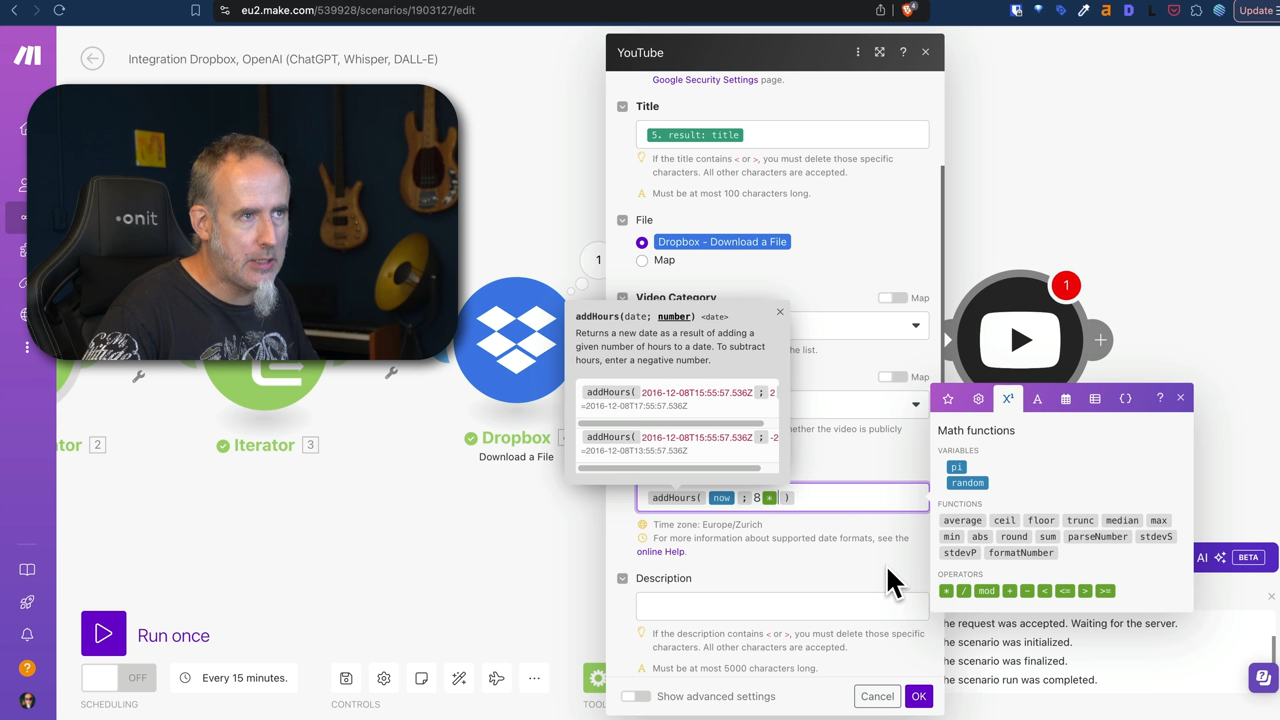 eu2.make.com/539928/scenarios/1903127/edit
4
Update
Integration Dropbox, OpenAI (ChatGPT, Whisper, DALL-E)
onit
YouTube
?
Google Security Settings page.
Title
5. result: title
If the title contains < or >, you must delete those specific
characters. All other characters are accepted.
A Must be at most 100 characters long.
File
Dropbox - Download a File
Map
Video Category
Map
the list.
Map
whether the video is publicly
addHours(date; number) <date>
Returns a new date as a result of adding a
given number of hours to a date. To subtract
hours, enter a negative number.
addHours( 2016-12-08T15:55:57.536Z ; 2
=2016-12-08T17:55:57.536Z
addHours( 2016-12-08T15:55:57.536Z ; -2
=2016-12-08T13:55:57.536Z
addHours( now ; 8 * )
Time zone: Europe/Zurich
For more information about supported date formats, see the
online Help.
Description
If the description contains < or >, you must delete those specific
characters. All other characters are accepted.
A Must be at most 5000 characters long.
Show advanced settings
Cancel
OK
1
1
tor 2
Iterator 3
Dropbox
Download a File
X¹ A {} ?
Math functions
VARIABLES
pi
random
FUNCTIONS
average ceil floor trunc median max
min abs round sum parseNumber stdevS
stdevP formatNumber
OPERATORS
* / mod + - < <= > >=
AI BETA
he request was accepted. Waiting for the server.
he scenario was initialized.
he scenario was finalized.
he scenario run was completed.
Run once
OFF
Every 15 minutes.
SCHEDULING
CONTROLS
TOO